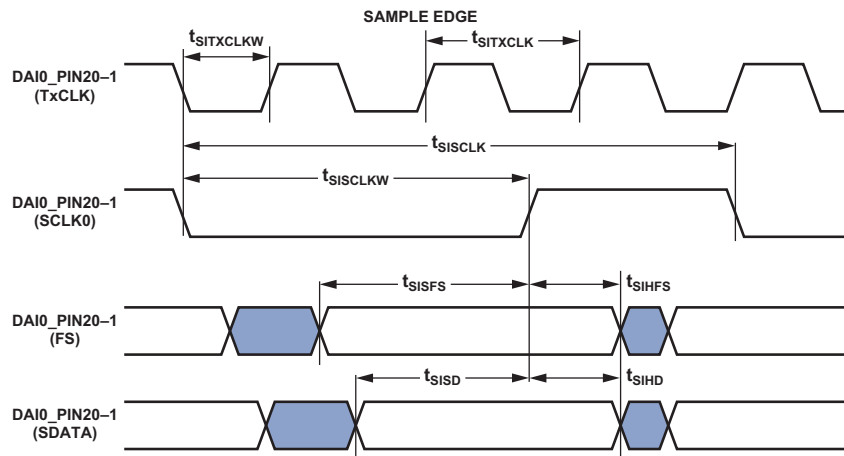 SAMPLE EDGE
tSITXCLKW
tSITXCLK
DAI0_PIN20–1
(TxCLK)
tSISCLK
tSISCLKW
DAI0_PIN20–1
(SCLK0)
tSISFS
tSIHFS
DAI0_PIN20–1
(FS)
tSISD
tSIHD
DAI0_PIN20–1
(SDATA)